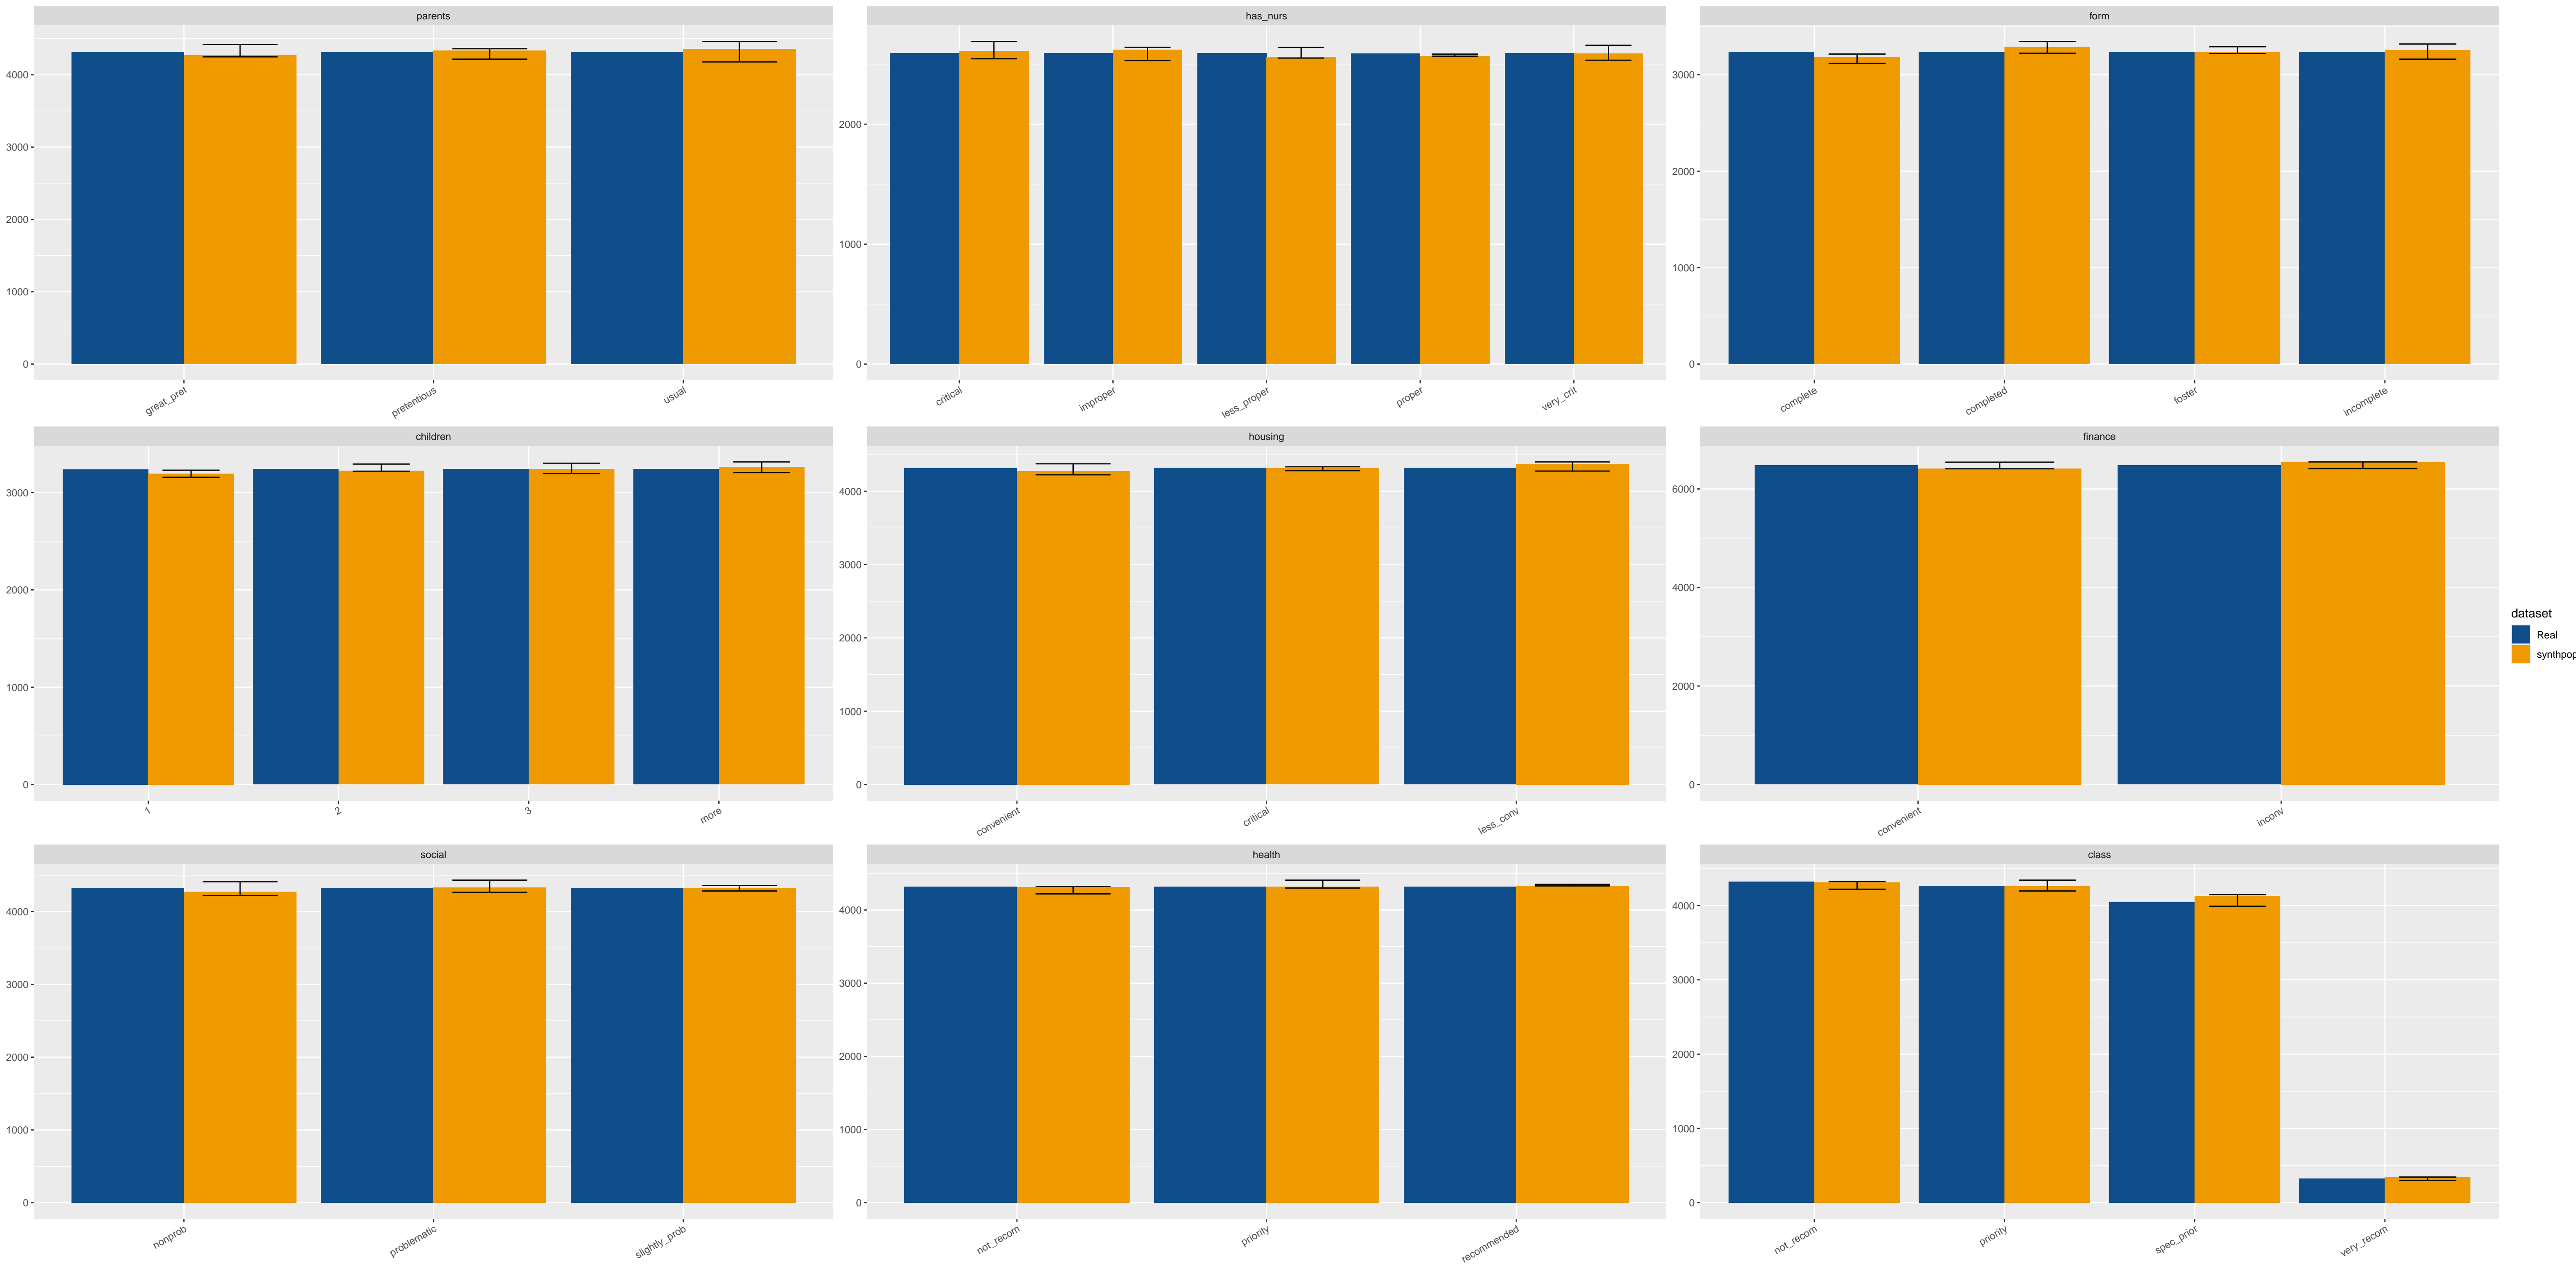 parents
has_nurs
form
4000
3000
2000
1000
0
2000
1000
0
3000
2000
1000
0
great_pret
pretentious
usual
critical
improper
less_proper
proper
very_crit
complete
completed
foster
incomplete
children
housing
finance
3000
2000
1000
0
4000
3000
2000
1000
0
6000
4000
2000
0
1
2
3
more
convenient
critical
less_conv
convenient
inconv
dataset
Real
synthpop
social
health
class
4000
3000
2000
1000
0
4000
3000
2000
1000
0
4000
3000
2000
1000
0
nonprob
problematic
slightly_prob
not_recom
priority
recommended
not_recom
priority
spec_prior
very_recom